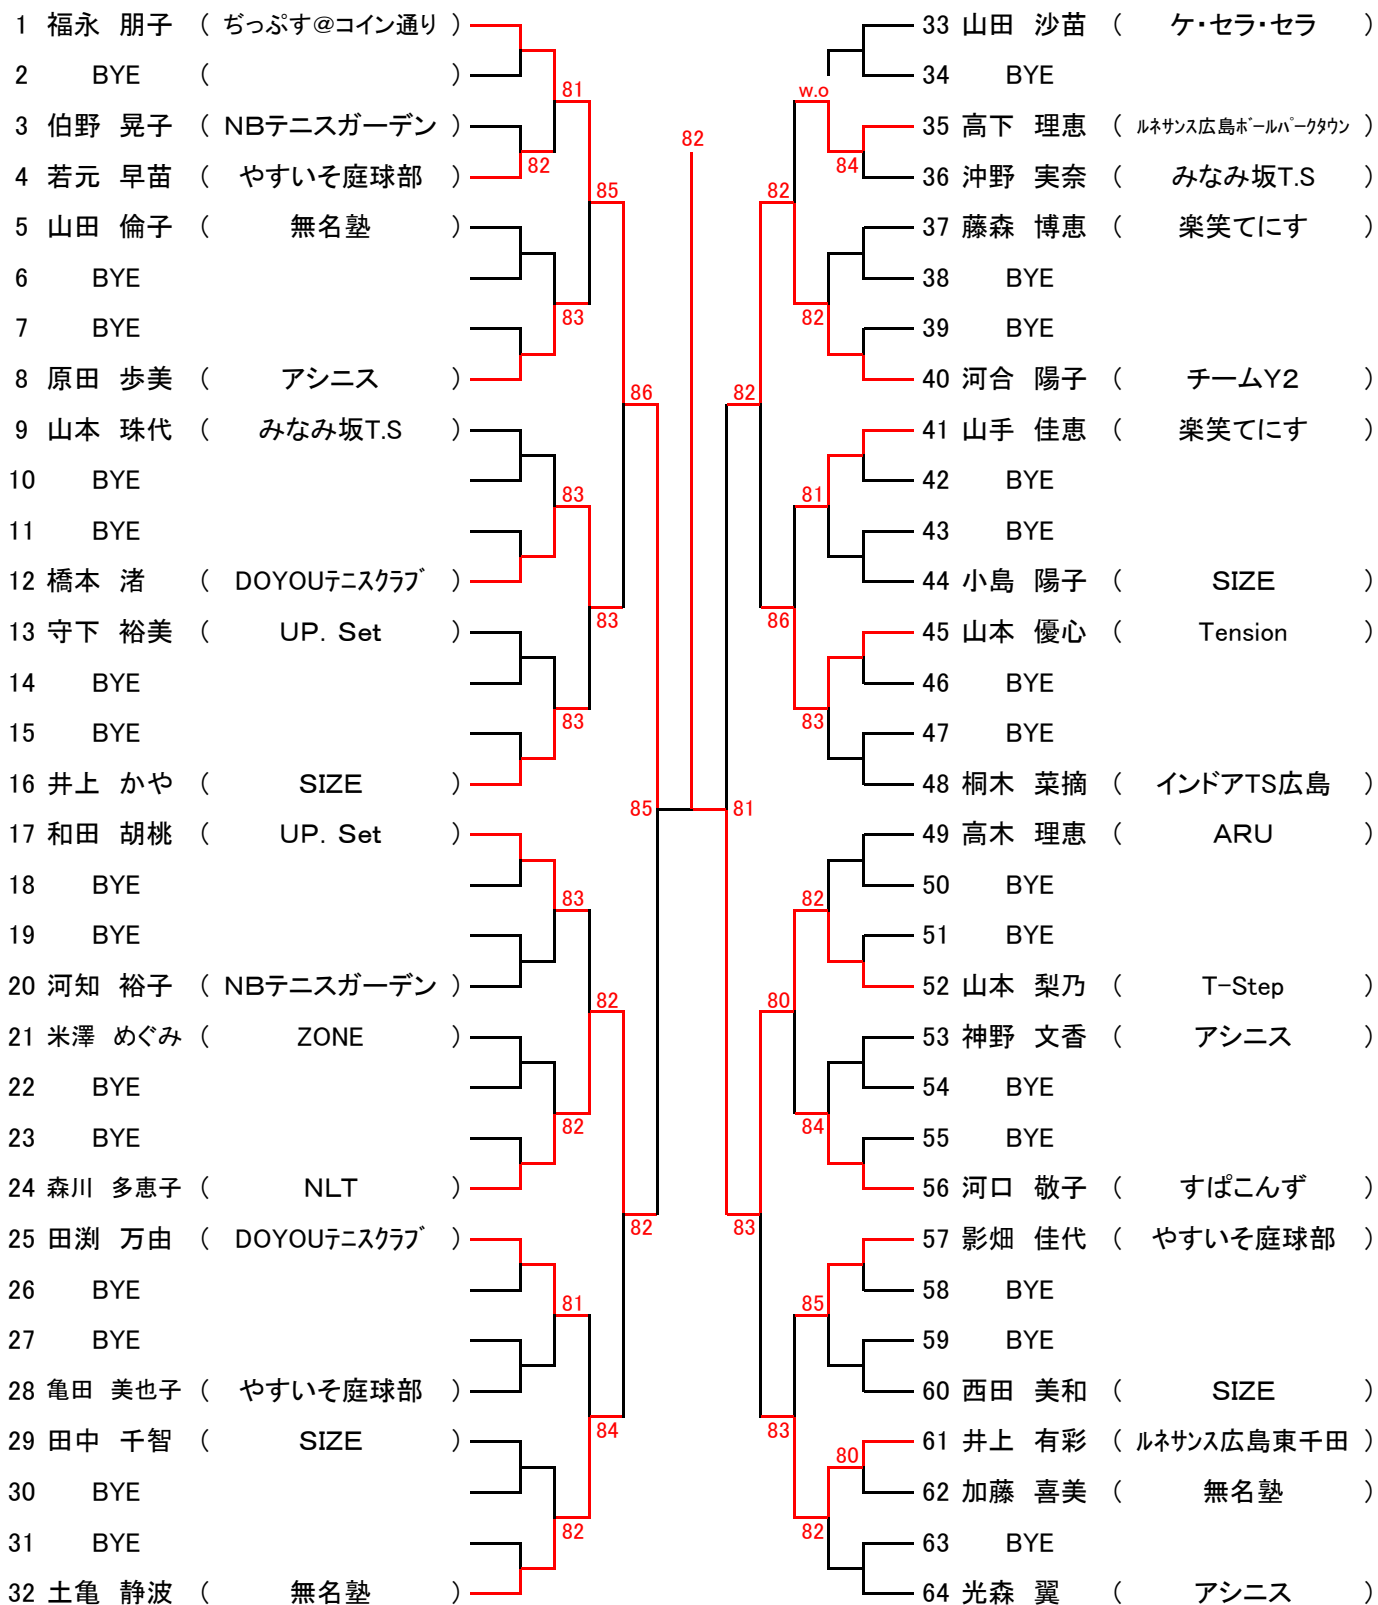 1 福永 朋子 ( ぢっぷす@コイン通り )
2 BYE ( )
81
3 伯野 晃子 ( NBテニスガーデン )
82
4 若元 早苗 ( やすいそ庭球部 )
85
5 山田 倫子 ( 無名塾 )
6 BYE
83
7 BYE
8 原田 歩美 ( アシニス )
86
9 山本 珠代 ( みなみ坂T.S )
10 BYE
83
11 BYE
12 橋本 渚 ( DOYOUテニスクラブ )
83
13 守下 裕美 ( UP. Set )
14 BYE
83
15 BYE
16 井上 かや ( SIZE )
85
17 和田 胡桃 ( UP. Set )
18 BYE
83
19 BYE
20 河知 裕子 ( NBテニスガーデン )
82
21 米澤 めぐみ ( ZONE )
22 BYE
82
23 BYE
24 森川 多恵子 ( NLT )
82
25 田渕 万由 ( DOYOUテニスクラブ )
26 BYE
81
27 BYE
28 亀田 美也子 ( やすいそ庭球部 )
84
29 田中 千智 ( SIZE )
30 BYE
82
31 BYE
32 土亀 静波 ( 無名塾 )
82
33 山田 沙苗 ( ケ・セラ・セラ )
34 BYE
w.o
35 高下 理恵 ( ルネサンス広島ボールパークタウン )
84
36 沖野 実奈 ( みなみ坂T.S )
82
37 藤森 博恵 ( 楽笑てにす )
38 BYE
82
39 BYE
40 河合 陽子 ( チームY2 )
82
41 山手 佳恵 ( 楽笑てにす )
42 BYE
81
43 BYE
44 小島 陽子 ( SIZE )
86
45 山本 優心 ( Tension )
46 BYE
83
47 BYE
48 桐木 菜摘 ( インドアTS広島 )
81
49 高木 理恵 ( ARU )
50 BYE
82
51 BYE
52 山本 梨乃 ( T-Step )
80
53 神野 文香 ( アシニス )
54 BYE
84
55 BYE
56 河口 敬子 ( すぱこんず )
83
57 影畑 佳代 ( やすいそ庭球部 )
58 BYE
85
59 BYE
60 西田 美和 ( SIZE )
83
61 井上 有彩 ( ルネサンス広島東千田 )
80
62 加藤 喜美 ( 無名塾 )
82
63 BYE
64 光森 翼 ( アシニス )